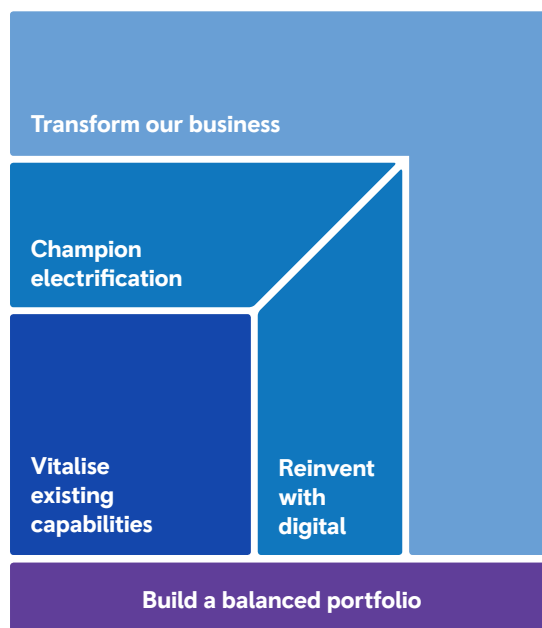 Transform our business
Champion
electrification
Vitalise
existing
capabilities
Reinvent
with
digital
Build a balanced portfolio